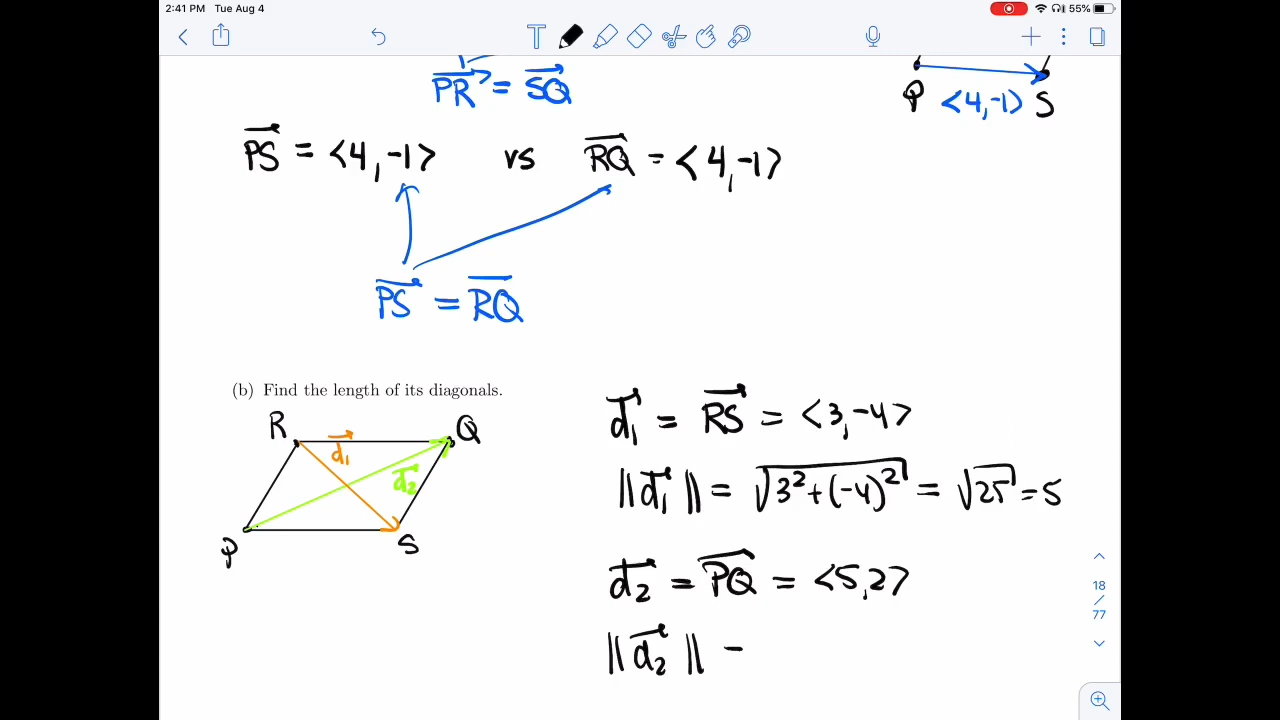 2:41 PM Tue Aug 4
55%
T
PR = SQ
P <4,-1> S
PS = <4,-1> vs RQ = <4,-1>
PS = RQ
(b) Find the length of its diagonals.
R Q
d₁
d₂
P S
d₁ = RS = <3,-4>
||d₁|| = √3²+(-4)² = √25 = 5
d₂ = PQ = <5,2>
||d₂|| =
18
/
77